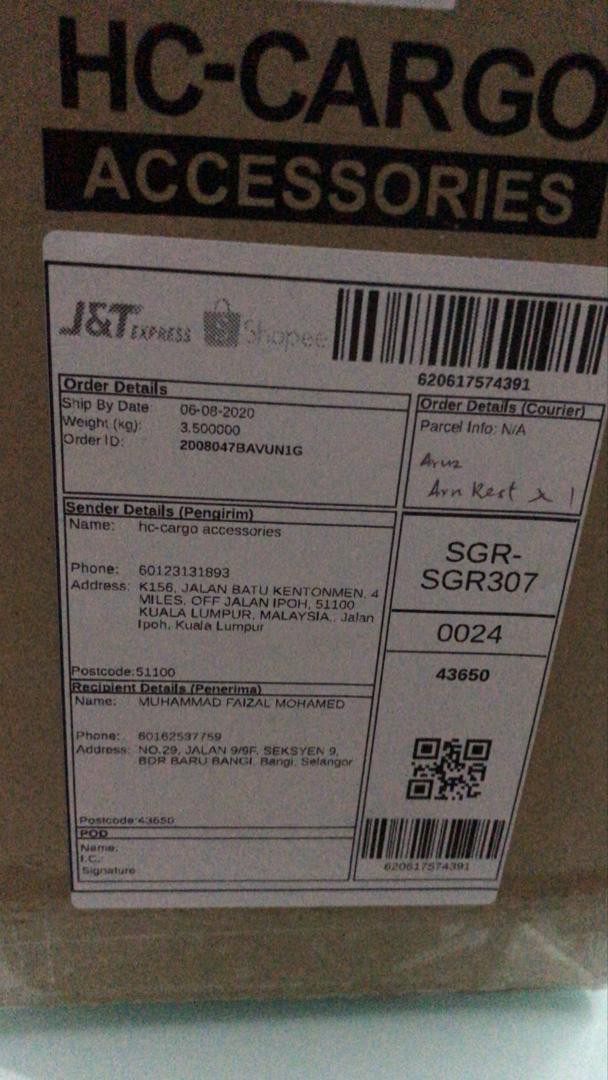 HC-CARGO
ACCESSORIES
J&T EXPRESS Shopee
620617574391
Order Details
Ship By Date: 06-08-2020
Weight (kg): 3.500000
Order ID: 2008047BAVUN1G
Order Details (Courier)
Parcel Info: N/A
Aruz
Arm Rest x 1
Sender Details (Pengirim)
Name: hc-cargo accessories
Phone: 60123131893
Address: K156, JALAN BATU KENTONMEN, 4
MILES, OFF JALAN IPOH, 51100
KUALA LUMPUR, MALAYSIA,, Jalan
Ipoh, Kuala Lumpur
Postcode:51100
SGR-
SGR307
0024
43650
Recipient Details (Penerima)
Name: MUHAMMAD FAIZAL MOHAMED
Phone: 60162537759
Address: NO.29, JALAN 9/9F, SEKSYEN 9,
BDR BARU BANGI, Bangi, Selangor
Postcode:43650
POD
Name:
I.C.:
Signature
620617574391